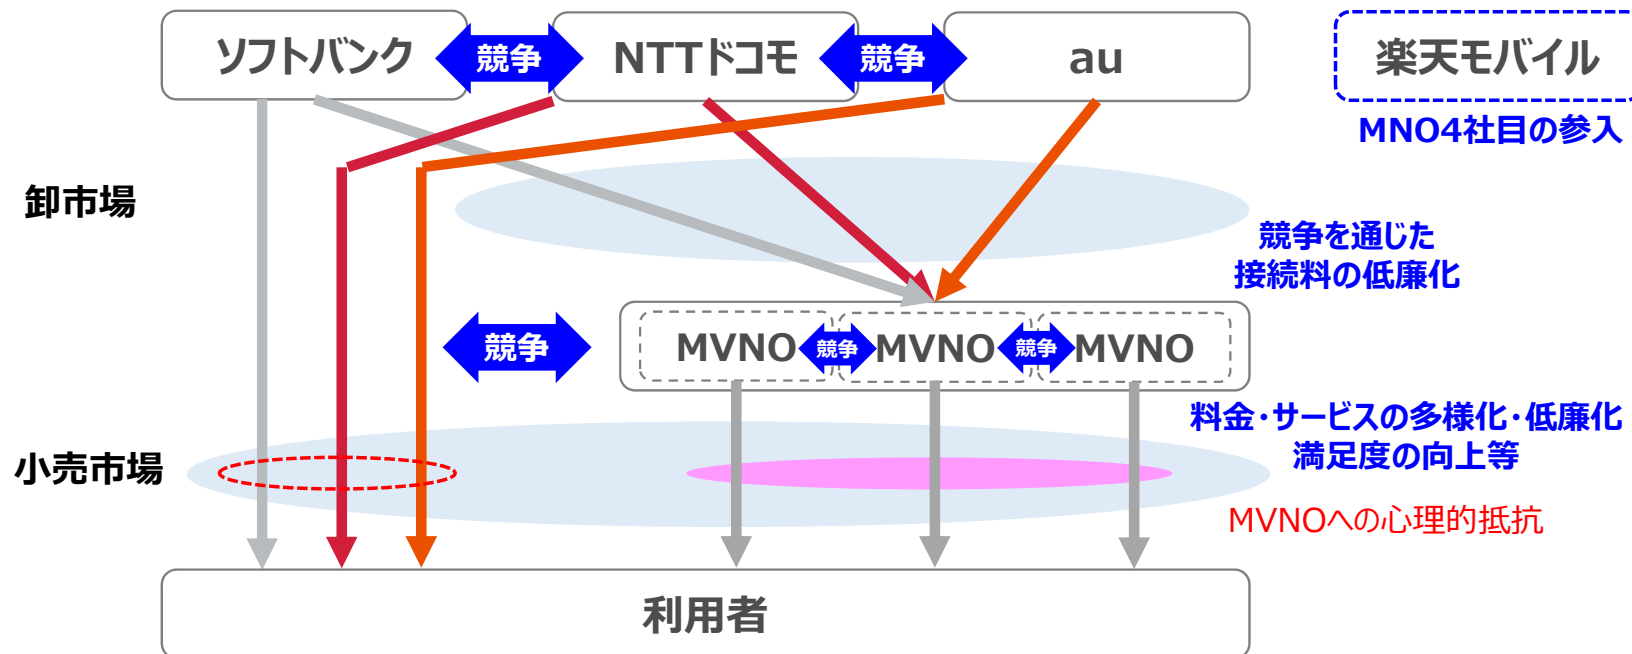 ソフトバンク
競争
NTTドコモ
競争
au
楽天モバイル
MNO4社目の参入
卸市場
競争を通じた
接続料の低廉化
競争
MVNO
競争
MVNO
競争
MVNO
料金・サービスの多様化・低廉化
満足度の向上等
小売市場
MVNOへの心理的抵抗
利用者